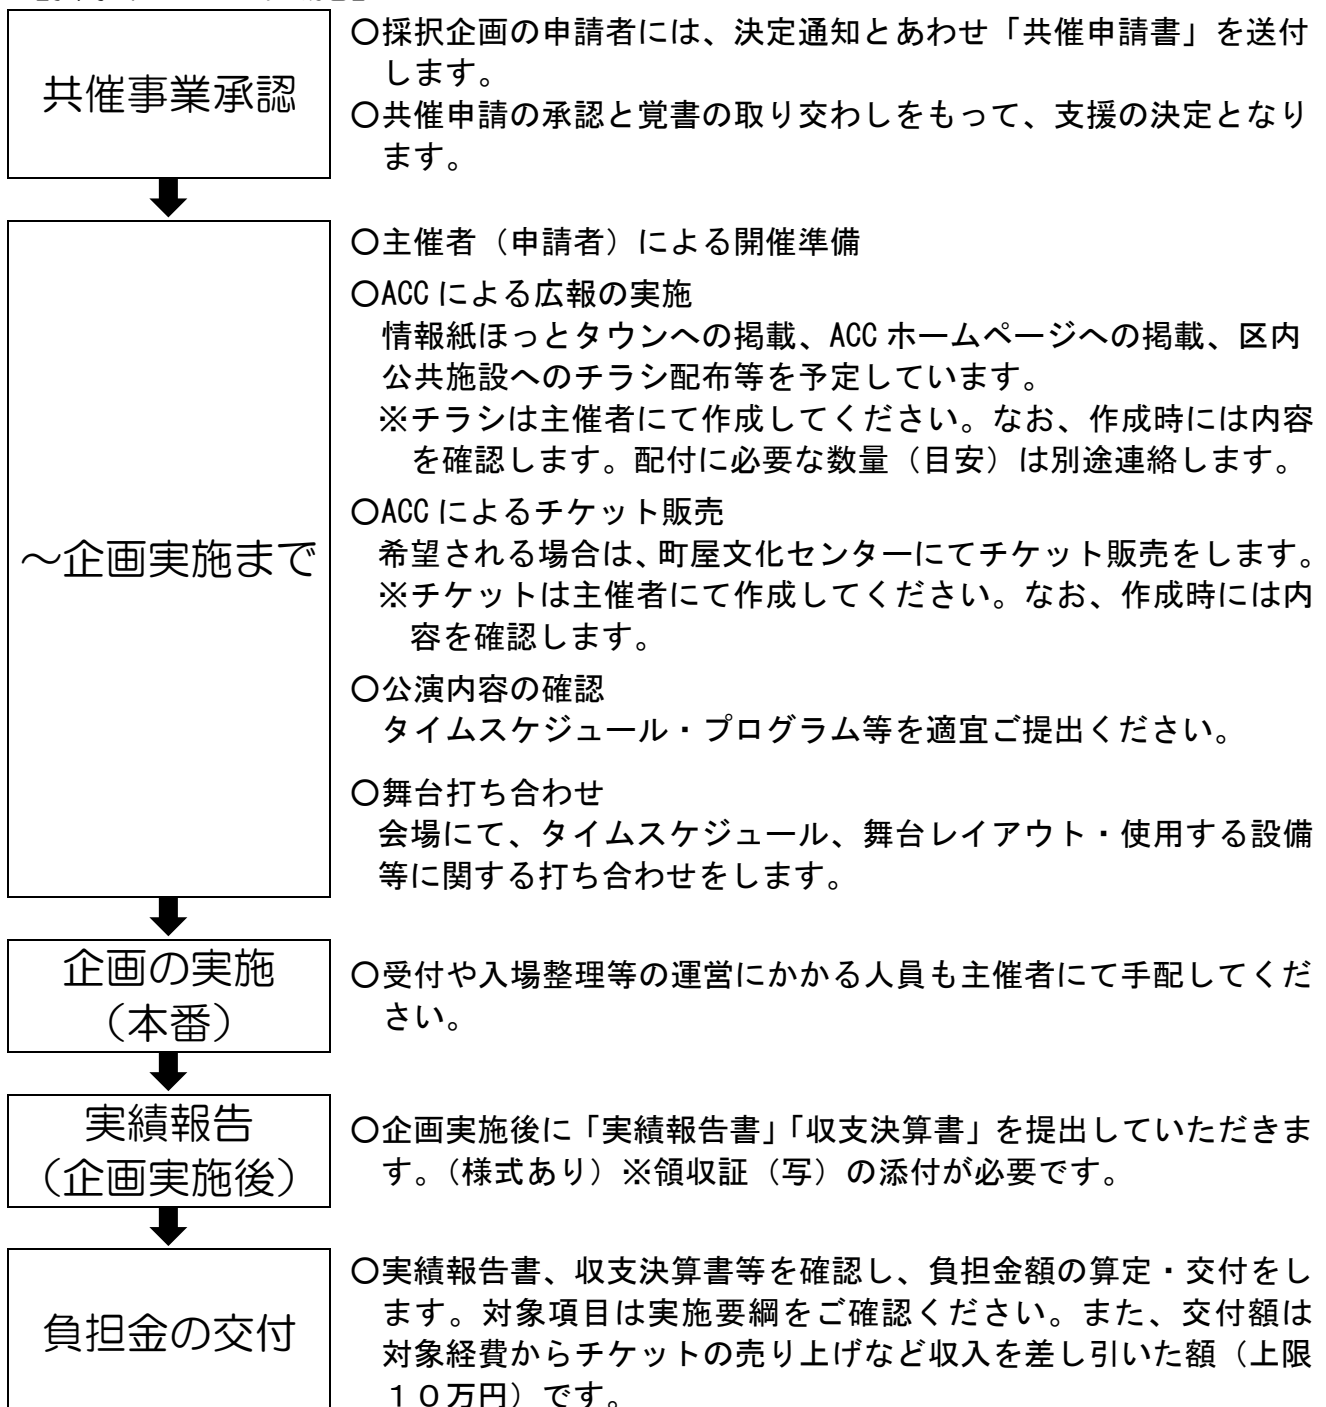 共催事業承認
○採択企画の申請者には、決定通知とあわせ「共催申請書」を送付
します。
○共催申請の承認と覚書の取り交わしをもって、支援の決定となり
ます。
～企画実施まで
○主催者（申請者）による開催準備
○ACCによる広報の実施
情報紙ほっとタウンへの掲載、ACCホームページへの掲載、区内
公共施設へのチラシ配布等を予定しています。
※チラシは主催者にて作成してください。なお、作成時には内容
を確認します。配付に必要な数量（目安）は別途連絡します。
○ACCによるチケット販売
希望される場合は、町屋文化センターにてチケット販売をします。
※チケットは主催者にて作成してください。なお、作成時には内
容を確認します。
○公演内容の確認
タイムスケジュール・プログラム等を適宜ご提出ください。
○舞台打ち合わせ
会場にて、タイムスケジュール、舞台レイアウト・使用する設備
等に関する打ち合わせをします。
企画の実施
（本番）
○受付や入場整理等の運営にかかる人員も主催者にて手配してくだ
さい。
実績報告
（企画実施後）
○企画実施後に「実績報告書」「収支決算書」を提出していただきま
す。（様式あり）※領収証（写）の添付が必要です。
負担金の交付
○実績報告書、収支決算書等を確認し、負担金額の算定・交付をし
ます。対象項目は実施要綱をご確認ください。また、交付額は
対象経費からチケットの売り上げなど収入を差し引いた額（上限
１０万円）です。